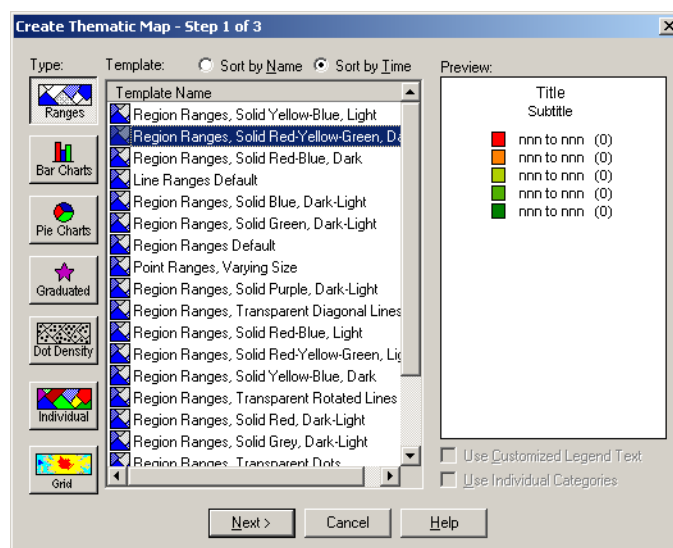 Create Thematic Map - Step 1 of 3
Type:
Template:
Sort by Name
Sort by Time
Preview:
Ranges
Bar Charts
Pie Charts
Graduated
Dot Density
Individual
Grid
Template Name
Region Ranges, Solid Yellow-Blue, Light
Region Ranges, Solid Red-Yellow-Green, Da
Region Ranges, Solid Red-Blue, Dark
Line Ranges Default
Region Ranges, Solid Blue, Dark-Light
Region Ranges, Solid Green, Dark-Light
Region Ranges Default
Point Ranges, Varying Size
Region Ranges, Solid Purple, Dark-Light
Region Ranges, Transparent Diagonal Lines
Region Ranges, Solid Red-Blue, Light
Region Ranges, Solid Red-Yellow-Green, Lig
Region Ranges, Solid Yellow-Blue, Dark
Region Ranges, Transparent Rotated Lines
Region Ranges, Solid Red, Dark-Light
Region Ranges, Solid Grey, Dark-Light
Region Ranges, Transparent Dots
Title
Subtitle
nnn to nnn (0)
nnn to nnn (0)
nnn to nnn (0)
nnn to nnn (0)
nnn to nnn (0)
Use Customized Legend Text
Use Individual Categories
Next >
Cancel
Help